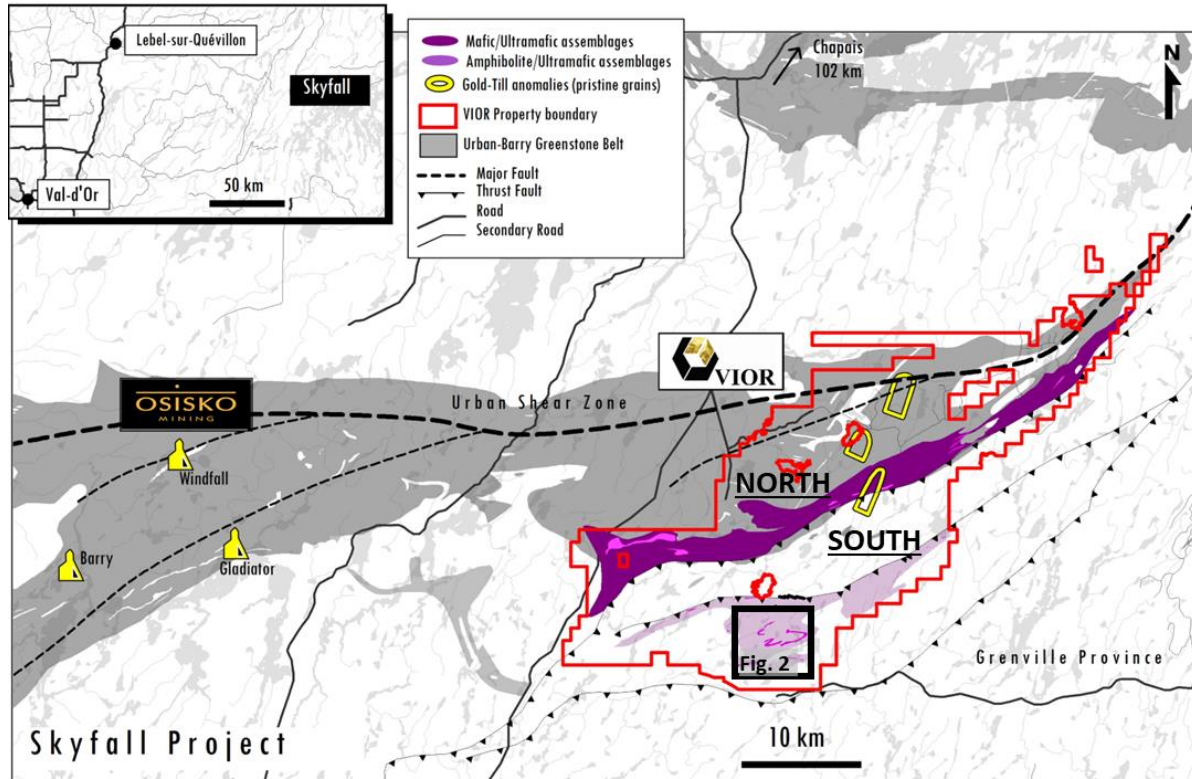 Lebel-sur-Quévillon
Skyfall
50 km
Val-d'Or
Mafic/Ultramafic assemblages
Amphibolite/Ultramafic assemblages
Gold-Till anomalies (pristine grains)
VIOR Property boundary
Urban-Barry Greenstone Belt
Major Fault
Thrust Fault
Road
Secondary Road
Chapais
102 km
N
OSISKO
MINING
VIOR
Urban Shear Zone
Windfall
Barry
Gladiator
NORTH
SOUTH
Fig. 2
Grenville Province
Skyfall Project
10 km